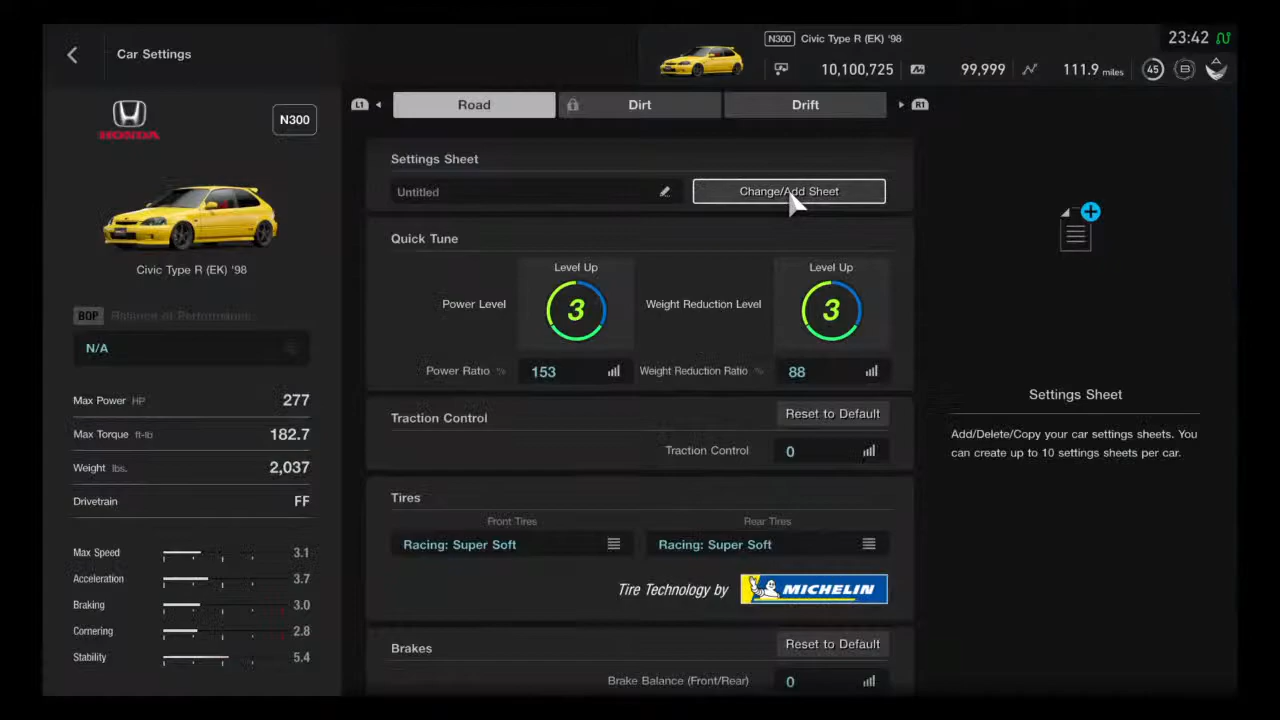 Car Settings
N300 Civic Type R (EK) '98
23:42
10,100,725 99,999 111.9 miles 45 B
HONDA
N300
L1 Road Dirt Drift R1
Settings Sheet
Untitled Change/Add Sheet
Quick Tune
Level Up Level Up
Power Level 3 Weight Reduction Level 3
Power Ratio % 153 Weight Reduction Ratio % 88
Civic Type R (EK) '98
BOP Balance of Performance
N/A
Max Power HP 277
Max Torque ft-lb 182.7
Weight lbs. 2,037
Drivetrain FF
Max Speed 3.1
Acceleration 3.7
Braking 3.0
Cornering 2.8
Stability 5.4
Traction Control Reset to Default
Traction Control 0
Tires
Front Tires Rear Tires
Racing: Super Soft Racing: Super Soft
Tire Technology by MICHELIN
Brakes Reset to Default
Brake Balance (Front/Rear) 0
Settings Sheet
Add/Delete/Copy your car settings sheets. You
can create up to 10 settings sheets per car.